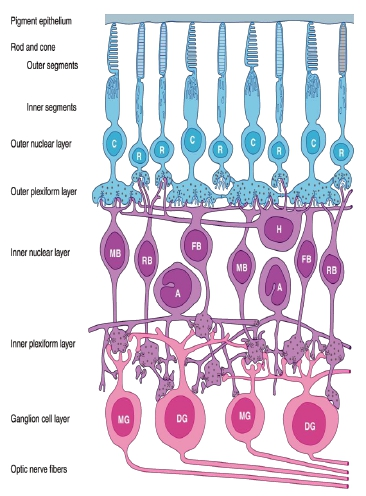 Pigment epithelium
Rod and cone
Outer segments
Inner segments
Outer nuclear layer
C
R
R
C
R
C
R
C
R
Outer plexiform layer
H
Inner nuclear layer
MB
RB
FB
MB
FB
RB
A
A
Inner plexiform layer
Ganglion cell layer
MG
DG
MG
DG
Optic nerve fibers